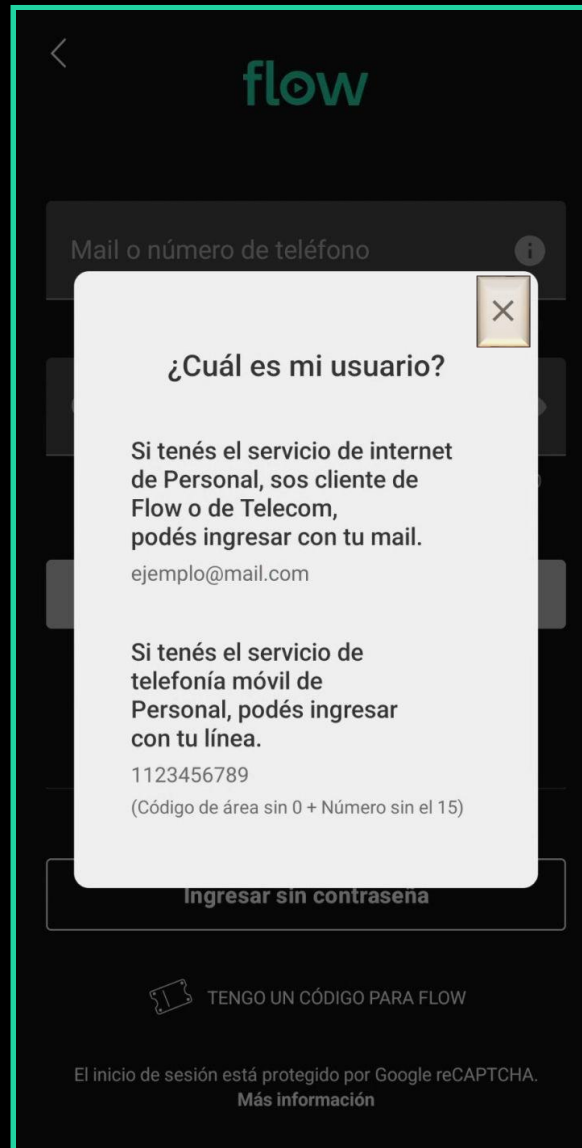 flow
Mail o número de teléfono
¿Cuál es mi usuario?
Si tenés el servicio de internet
de Personal, sos cliente de
Flow o de Telecom,
podés ingresar con tu mail.
ejemplo@mail.com
Si tenés el servicio de
telefonía móvil de
Personal, podés ingresar
con tu línea.
1123456789
(Código de área sin 0 + Número sin el 15)
Ingresar sin contraseña
TENGO UN CÓDIGO PARA FLOW
El inicio de sesión está protegido por Google reCAPTCHA.
Más información